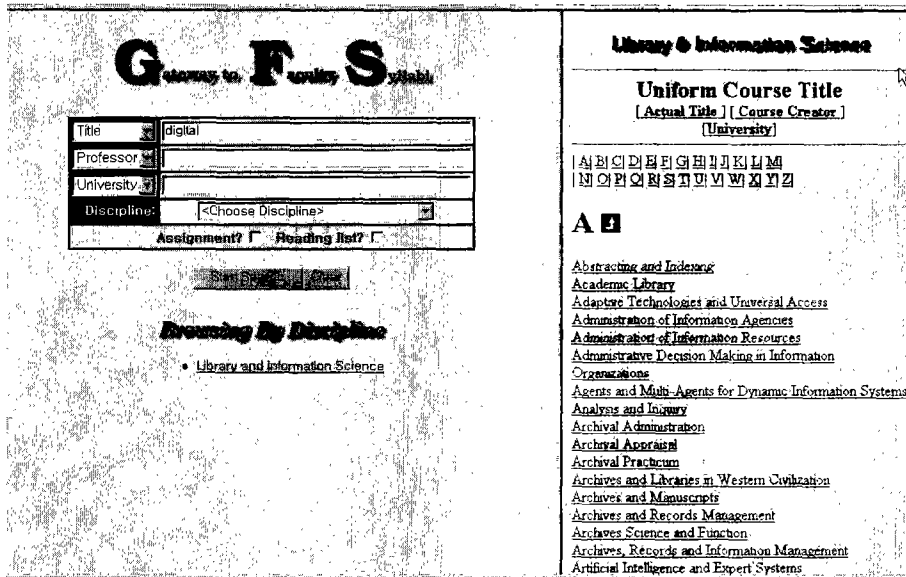 Gateway to Faculty Syllabi
Title digital
Professor
University
Discipline: <Choose Discipline>
Assignment? Reading list?
Start Search Clear
Browsing By Discipline
• Library and Information Science
Library & Information Science
Uniform Course Title
[ Actual Title ] [ Course Creator ]
[University]
| A| B| C| D| E| F| G| H| I| J| K| L| M|
| N| O| P| Q| R| S| T| U| V| W| X| Y| Z|
A
Abstracting and Indexing
Academic Library
Adaptive Technologies and Universal Access
Administration of Information Agencies
Administration of Information Resources
Administrative Decision Making in Information
Organizations
Agents and Multi-Agents for Dynamic Information Systems
Analysis and Inquiry
Archival Administration
Archival Appraisal
Archival Practicum
Archives and Libraries in Western Civilization
Archives and Manuscripts
Archives and Records Management
Archives Science and Function
Archives, Records and Information Management
Artificial Intelligence and Expert Systems